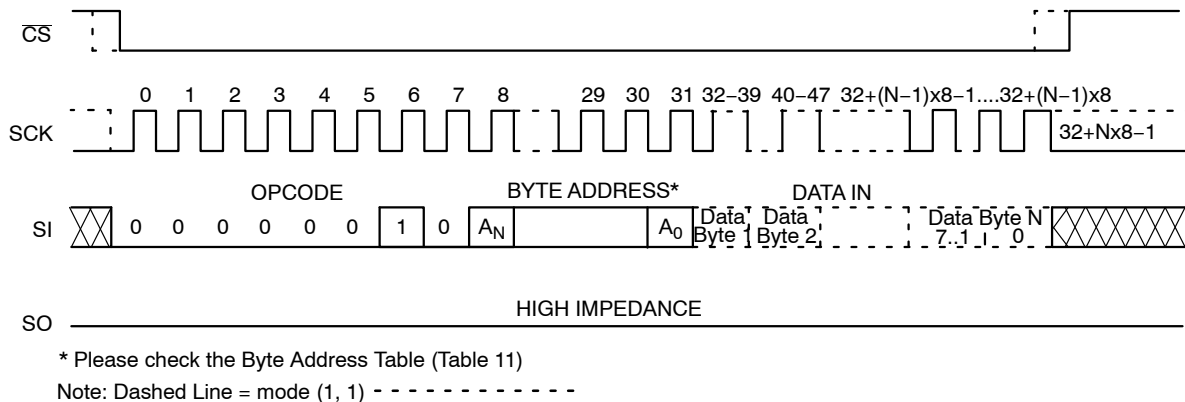 CS
0 1 2 3 4 5 6 7 8 29 30 31 32–39 40–47 32+(N–1)x8–1....32+(N–1)x8
SCK
32+Nx8–1
OPCODE BYTE ADDRESS* DATA IN
SI 0 0 0 0 0 0 1 0 AN A0 Data Byte 1 Data Byte 2 Data Byte N
7..1 0
HIGH IMPEDANCE
SO
* Please check the Byte Address Table (Table 11)
Note: Dashed Line = mode (1, 1) – – – – – – – – – – – –